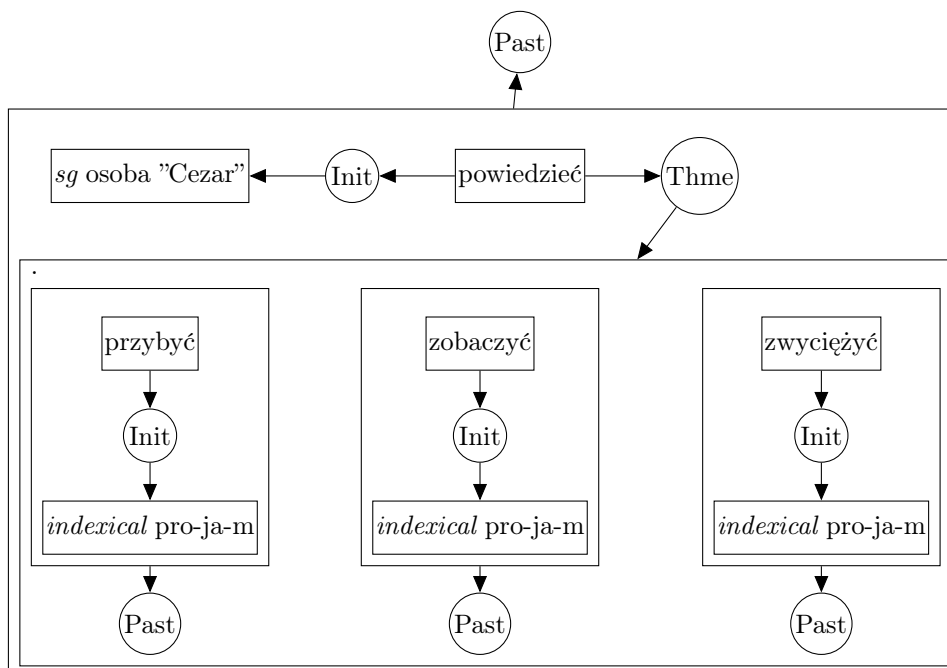 Past
sg osoba ”Cezar” Init powiedzieć Thme
.
przybyć zobaczyć zwyciężyć
Init Init Init
indexical pro-ja-m indexical pro-ja-m indexical pro-ja-m
Past Past Past